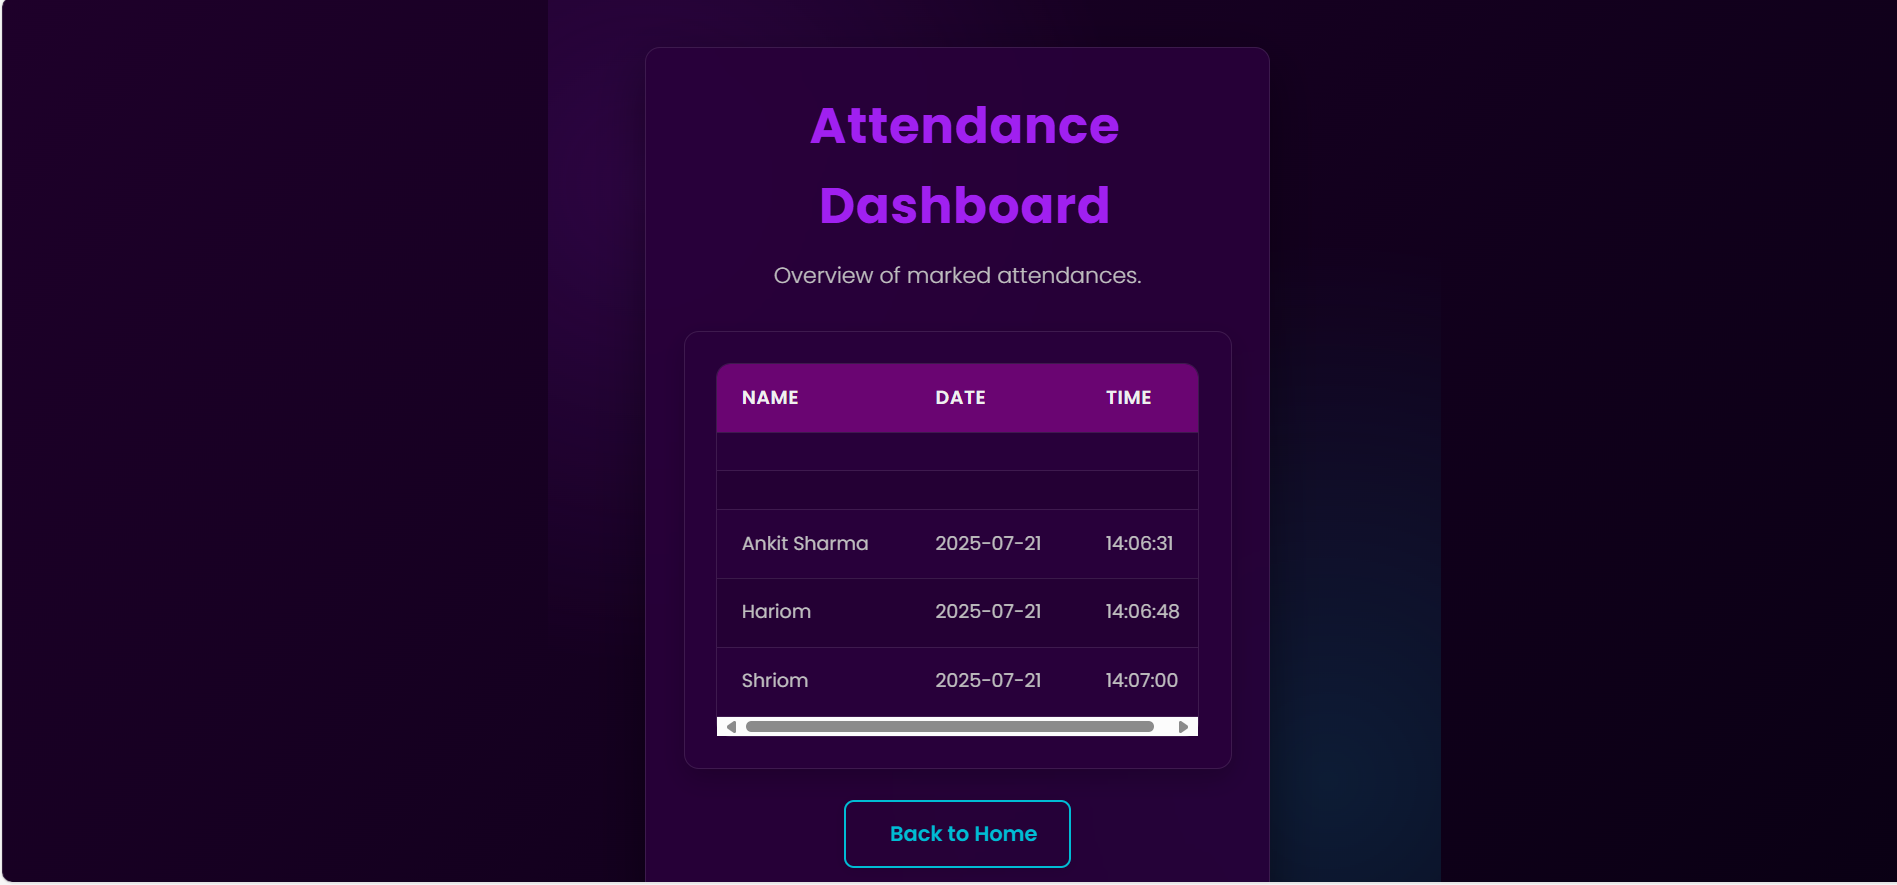 Attendance
Dashboard
Overview of marked attendances.
NAME DATE TIME
Ankit Sharma 2025-07-21 14:06:31
Hariom 2025-07-21 14:06:48
Shriom 2025-07-21 14:07:00
Back to Home